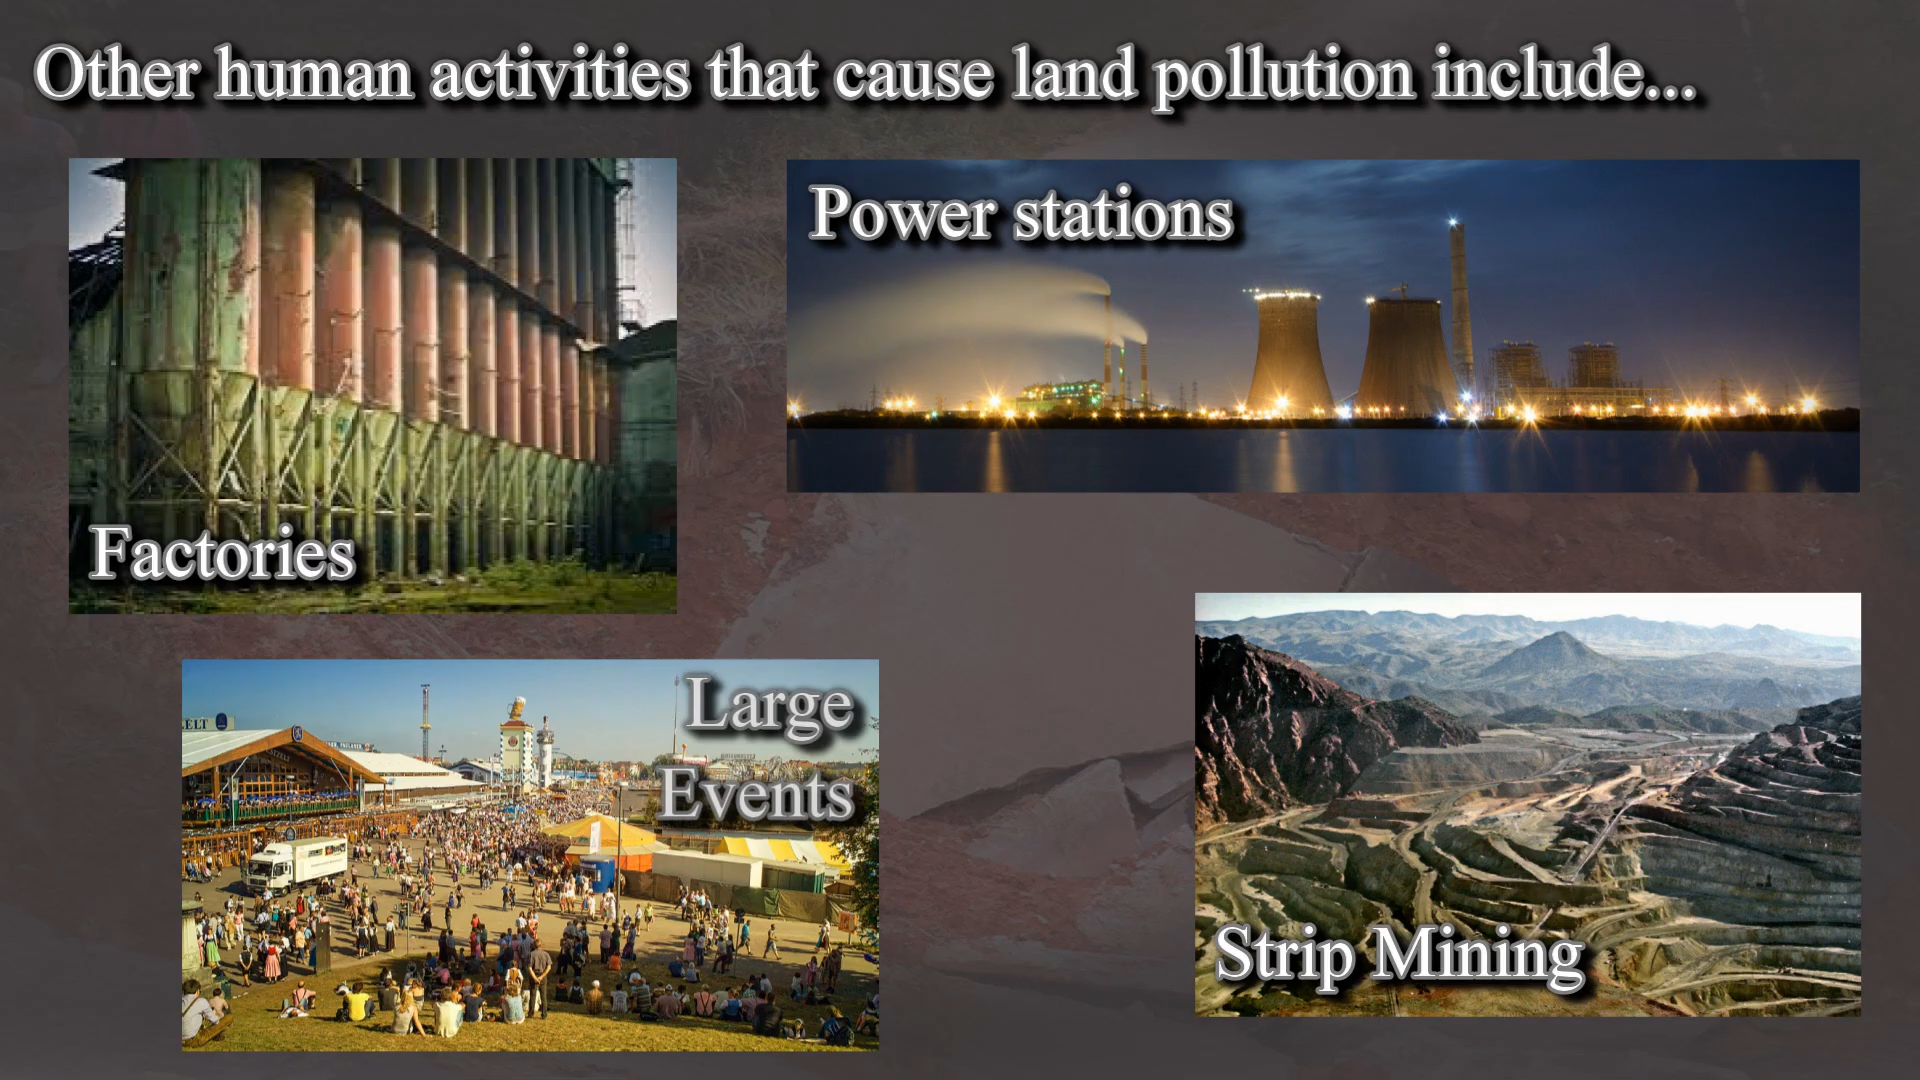 Other human activities that cause land pollution include...
Power stations
Factories
Large
Events
Strip Mining